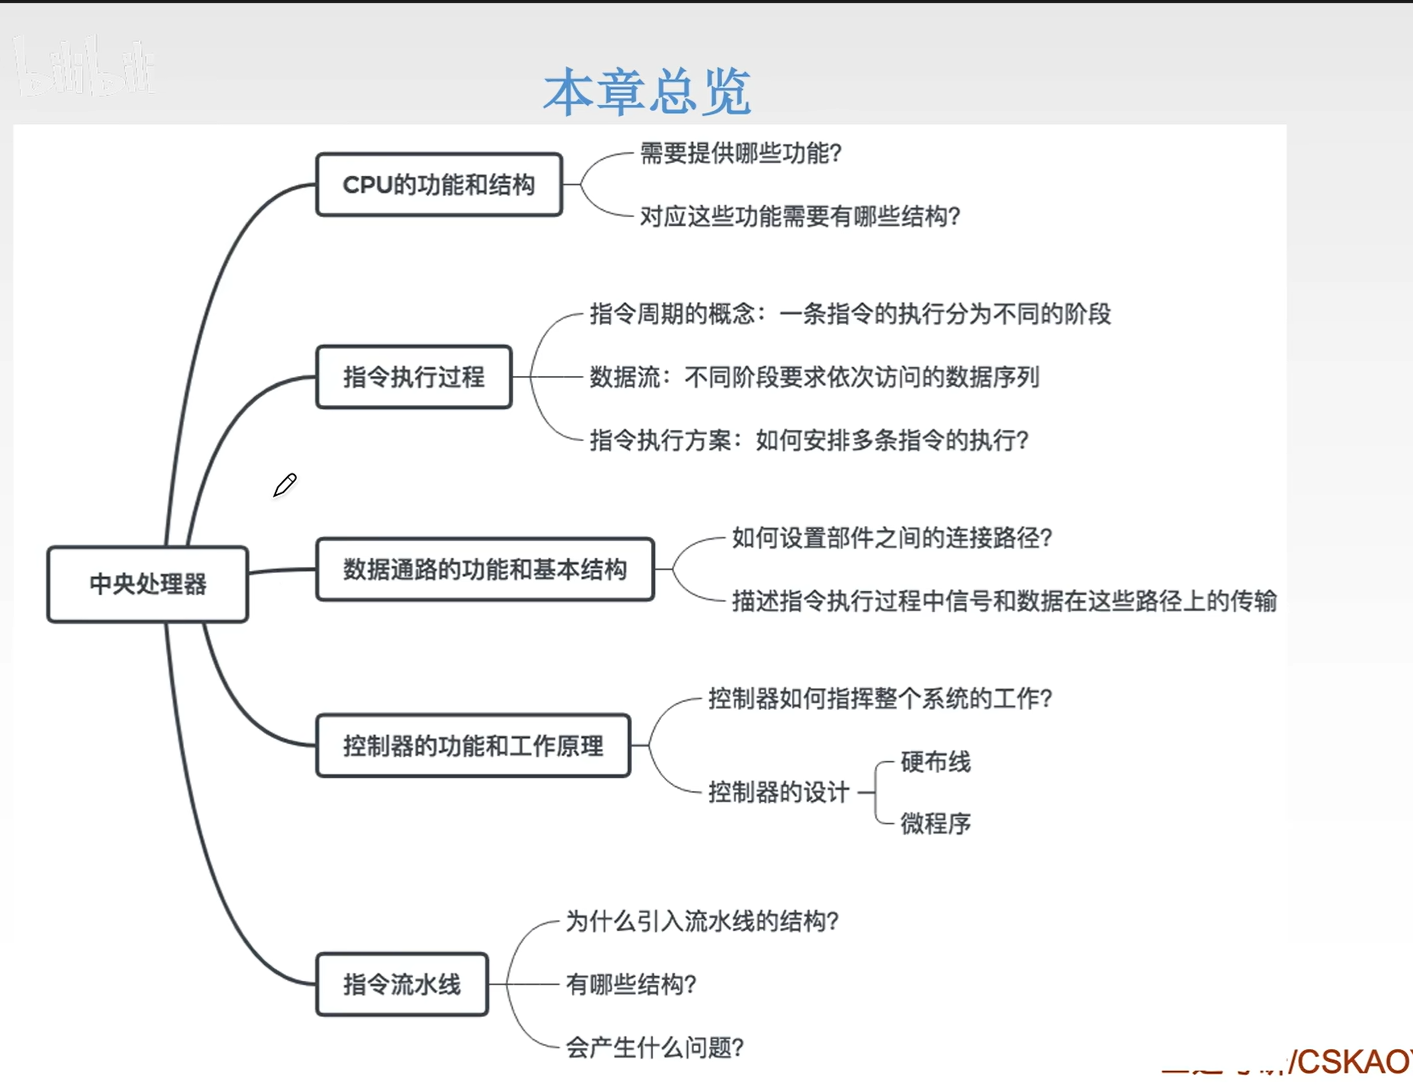 bilibili
本章总览
CPU的功能和结构
需要提供哪些功能?
对应这些功能需要有哪些结构?
指令执行过程
指令周期的概念：一条指令的执行分为不同的阶段
数据流：不同阶段要求依次访问的数据序列
指令执行方案：如何安排多条指令的执行?
中央处理器
数据通路的功能和基本结构
如何设置部件之间的连接路径?
描述指令执行过程中信号和数据在这些路径上的传输
控制器的功能和工作原理
控制器如何指挥整个系统的工作?
控制器的设计
硬布线
微程序
指令流水线
为什么引入流水线的结构?
有哪些结构?
会产生什么问题?
/CSKAO